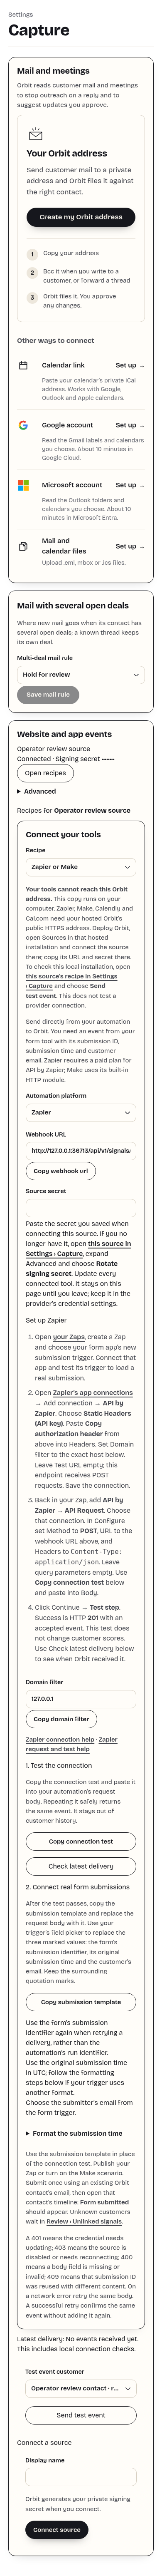 Settings
Capture
Mail and meetings
Orbit reads customer mail and meetings
to stop outreach on a reply and to
suggest updates you approve.
Your Orbit address
Send customer mail to a private
address and Orbit files it against
the right contact.
Create my Orbit address
1 Copy your address
2 Bcc it when you write to a
customer, or forward a thread
3 Orbit files it. You approve
any changes.
Other ways to connect
Calendar link Set up →
Paste your calendar's private iCal
address. Works with Google,
Outlook and Apple calendars.
Google account Set up →
Read the Gmail labels and calendars
you choose. About 10 minutes in
Google Cloud.
Microsoft account Set up →
Read the Outlook folders and
calendars you choose. About 10
minutes in Microsoft Entra.
Mail and
calendar files Set up →
Upload .eml, mbox or .ics files.
Mail with several open deals
Where new mail goes when its contact has
several open deals; a known thread keeps
its own deal.
Multi-deal mail rule
Hold for review
Save mail rule
Website and app events
Operator review source
Connected · Signing secret ••••••
Open recipes
Advanced
Recipes for Operator review source
Connect your tools
Recipe
Zapier or Make
Your tools cannot reach this Orbit
address. This copy runs on your
computer. Zapier, Make, Calendly and
Cal.com need your hosted Orbit's
public HTTPS address. Deploy Orbit,
open Sources in that hosted
installation and connect the source
there; copy its URL and secret there.
To check this local installation, open
this source's recipe in Settings
› Capture and choose Send
test event. This does not test a
provider connection.
Send directly from your automation
to Orbit. You need an event from your
form tool with its submission ID,
submission time and customer
email. Zapier requires a paid plan for
API by Zapier; Make uses its built-in
HTTP module.
Automation platform
Zapier
Webhook URL
http://127.0.0.1:36713/api/v1/signals/
Copy webhook url
Source secret
Paste the secret you saved when
connecting this source. If you no
longer have it, open this source in
Settings › Capture, expand
Advanced and choose Rotate
signing secret. Update every
connected tool. It stays on this
page until you leave; keep it in the
provider's credential settings.
Set up Zapier
1. Open your Zaps, create a Zap
and choose your form app's new
submission trigger. Connect that
and test its trigger to load a
real submission.
2. Open Zapier's app connections
→ Add connection → API by
Zapier. Choose Static Headers
(API key). Paste Copy
authorization header from
above into Headers. Set Domain
filter to the exact host below.
Leave Test URL empty; this
endpoint receives POST
requests. Save the connection.
3. Back in your Zap, add API by
Zapier → API Request. Choose
that connection. In Configure
set Method to POST, URL to the
webhook URL above, and
Headers to Content-Type:
application/json. Leave
query parameters empty. Use
Copy connection test below
and paste into Body.
4. Click Continue → Test step.
Success is HTTP 201 with an
accepted event. This test does
not change customer scores.
Use Check latest delivery below
to see when Orbit received it.
Domain filter
127.0.0.1
Copy domain filter
Zapier connection help · Zapier
request and test help
1. Test the connection
Copy the connection test and paste it
into your automation's request
body. Repeating it safely returns
the same event. It stays out of
customer history.
Copy connection test
Check latest delivery
2. Connect real form submissions
After the test passes, copy the
submission template and replace the
request body with it. Use your
trigger's field picker to replace the
three marked values: the form's
submission identifier, its original
submission time and the customer's
email. Keep the surrounding
quotation marks.
Copy submission template
Use the form's submission
identifier again when retrying a
delivery, rather than the
automation's run identifier.
Use the original submission time
in UTC; follow the formatting
steps below if your trigger uses
another format.
Choose the submitter's email from
the form trigger.
Format the submission time
Use the submission template in place
of the connection test. Publish your
Zap or turn on the Make scenario.
Submit once using an existing Orbit
contact's email, then open that
contact's timeline: Form submitted
should appear. Unknown customers
wait in Review › Unlinked signals.
A 401 means the credential needs
updating; 403 means the source is
disabled or needs reconnecting; 400
means a body field is missing or
invalid; 409 means that submission ID
was reused with different content. On
a network error retry the same body.
A successful retry confirms the same
event without adding it again.
Latest delivery: No events received yet.
This includes local connection checks.
Test event customer
Operator review contact · r...
Send test event
Connect a source
Display name
Orbit generates your private signing
secret when you connect.
Connect source